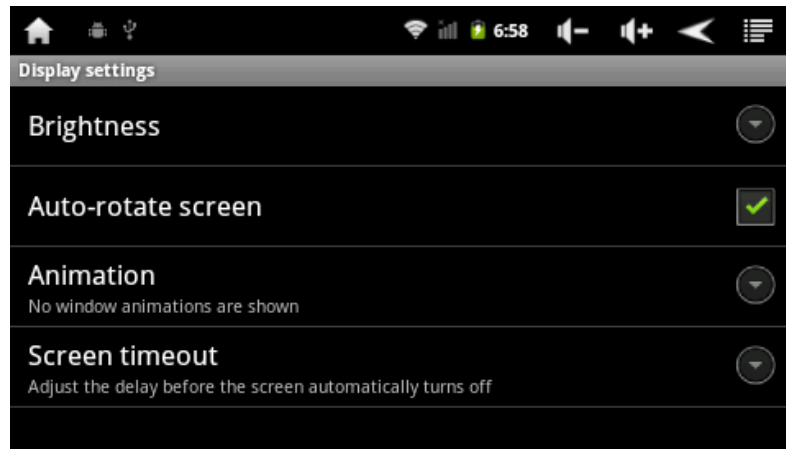 6:58
Display settings
Brightness
Auto-rotate screen
Animation
No window animations are shown
Screen timeout
Adjust the delay before the screen automatically turns off